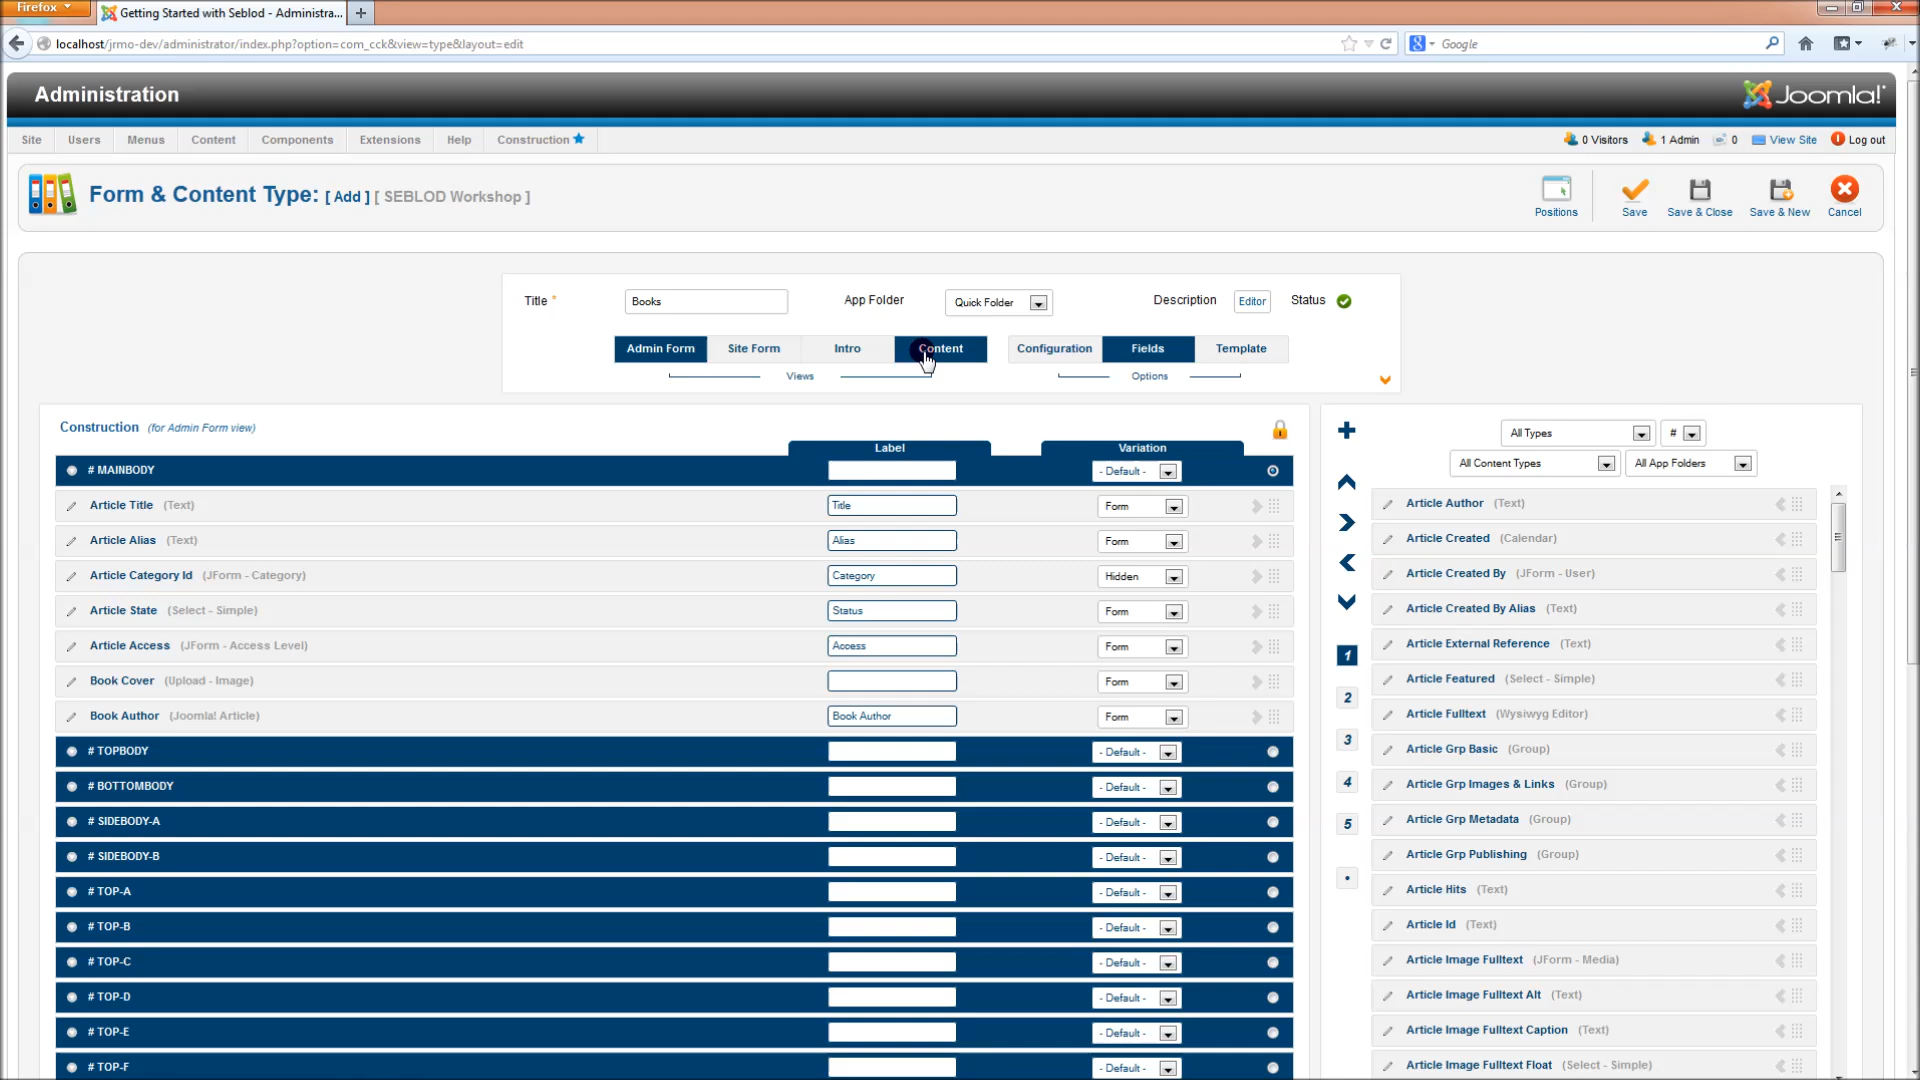 Firefox
Getting Started with Seblod - Administra...
localhost/jrmo-dev/administrator/index.php?option=com_cck&view=type&layout=edit
Google
Administration
Joomla!
Site Users Menus Content Components Extensions Help Construction
0 Visitors 1 Admin 0 View Site Log out
Form & Content Type: [ Add ] [ SEBLOD Workshop ]
Positions Save Save & Close Save & New Cancel
Title * Books App Folder Quick Folder Description Editor Status
Admin Form Site Form Intro Content Configuration Fields Template
Views Options
Construction (for Admin Form view)
Label Variation
# MAINBODY - Default -
Article Title (Text) Title Form
Article Alias (Text) Alias Form
Article Category Id (JForm - Category) Category Hidden
Article State (Select - Simple) Status Form
Article Access (JForm - Access Level) Access Form
Book Cover (Upload - Image) Form
Book Author (Joomla! Article) Book Author Form
# TOPBODY - Default -
# BOTTOMBODY - Default -
# SIDEBODY-A - Default -
# SIDEBODY-B - Default -
# TOP-A - Default -
# TOP-B - Default -
# TOP-C - Default -
# TOP-D - Default -
# TOP-E - Default -
# TOP-F - Default -
1
2
3
4
5
All Types #
All Content Types All App Folders
Article Author (Text)
Article Created (Calendar)
Article Created By (JForm - User)
Article Created By Alias (Text)
Article External Reference (Text)
Article Featured (Select - Simple)
Article Fulltext (Wysiwyg Editor)
Article Grp Basic (Group)
Article Grp Images & Links (Group)
Article Grp Metadata (Group)
Article Grp Publishing (Group)
Article Hits (Text)
Article Id (Text)
Article Image Fulltext (JForm - Media)
Article Image Fulltext Alt (Text)
Article Image Fulltext Caption (Text)
Article Image Fulltext Float (Select - Simple)